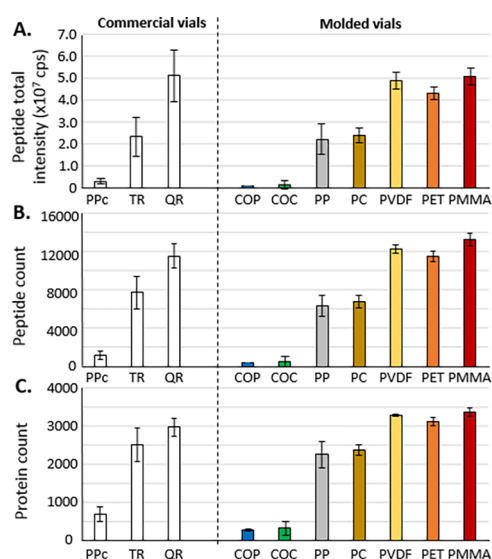 Commercial vials
Molded vials
A.
Peptide total
intensity (x10⁷ cps)
7.0
6.0
5.0
4.0
3.0
2.0
1.0
0.0
PPc TR QR COP COC PP PC PVDF PET PMMA
B.
Peptide count
16000
12000
8000
4000
0
PPc TR QR COP COC PP PC PVDF PET PMMA
C.
Protein count
4000
3000
2000
1000
0
PPc TR QR COP COC PP PC PVDF PET PMMA